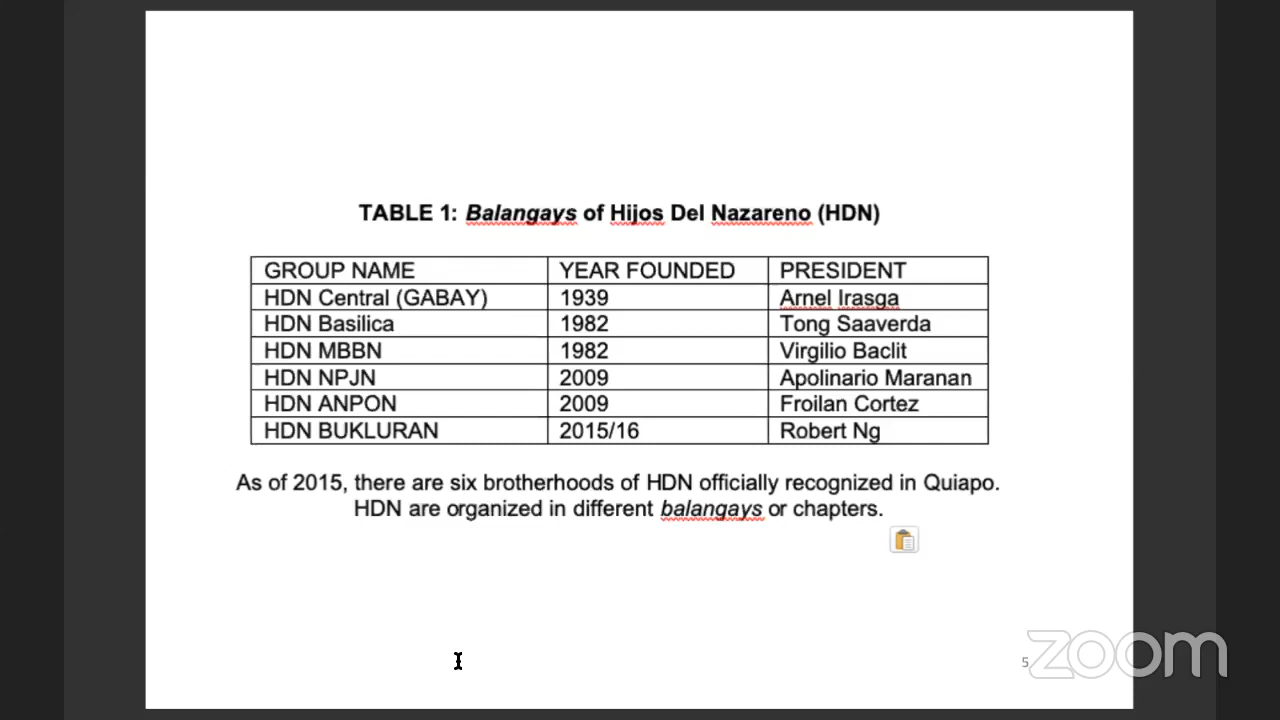 TABLE 1: Balangays of Hijos Del Nazareno (HDN)
GROUP NAME YEAR FOUNDED PRESIDENT
HDN Central (GABAY) 1939 Arnel Irasga
HDN Basilica 1982 Tong Saaverda
HDN MBBN 1982 Virgilio Baclit
HDN NPJN 2009 Apolinario Maranan
HDN ANPON 2009 Froilan Cortez
HDN BUKLURAN 2015/16 Robert Ng
As of 2015, there are six brotherhoods of HDN officially recognized in Quiapo.
HDN are organized in different balangays or chapters.
5
zoom